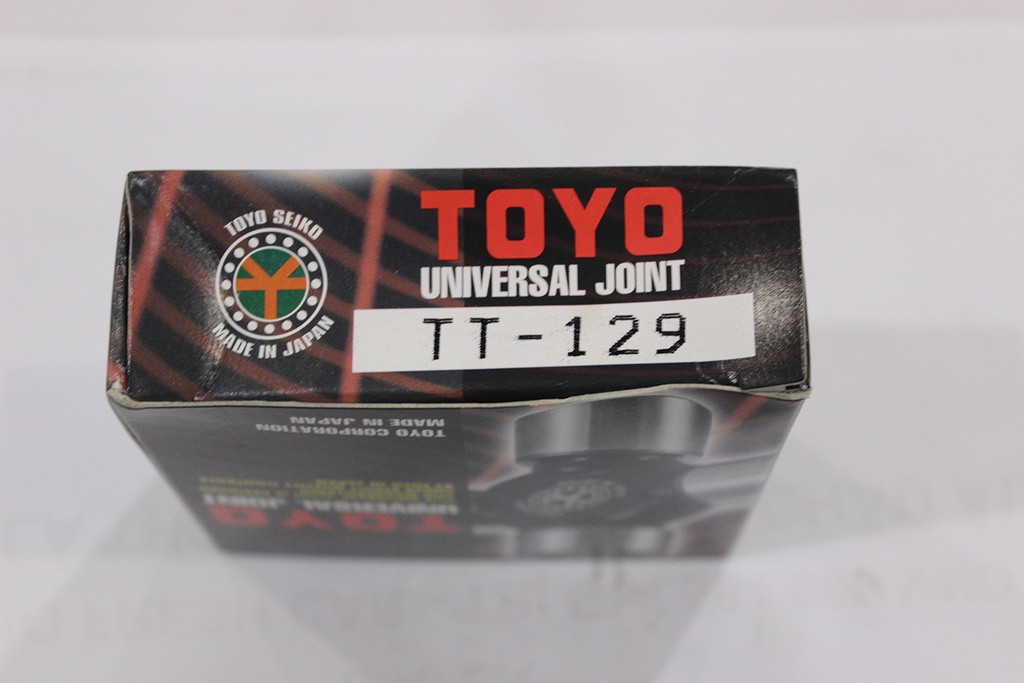 TOYO SEIKO
MADE IN JAPAN
TOYO
UNIVERSAL JOINT
TT-129
TOYO CORPORATION
MADE IN JAPAN
TOYO
UNIVERSAL JOINT